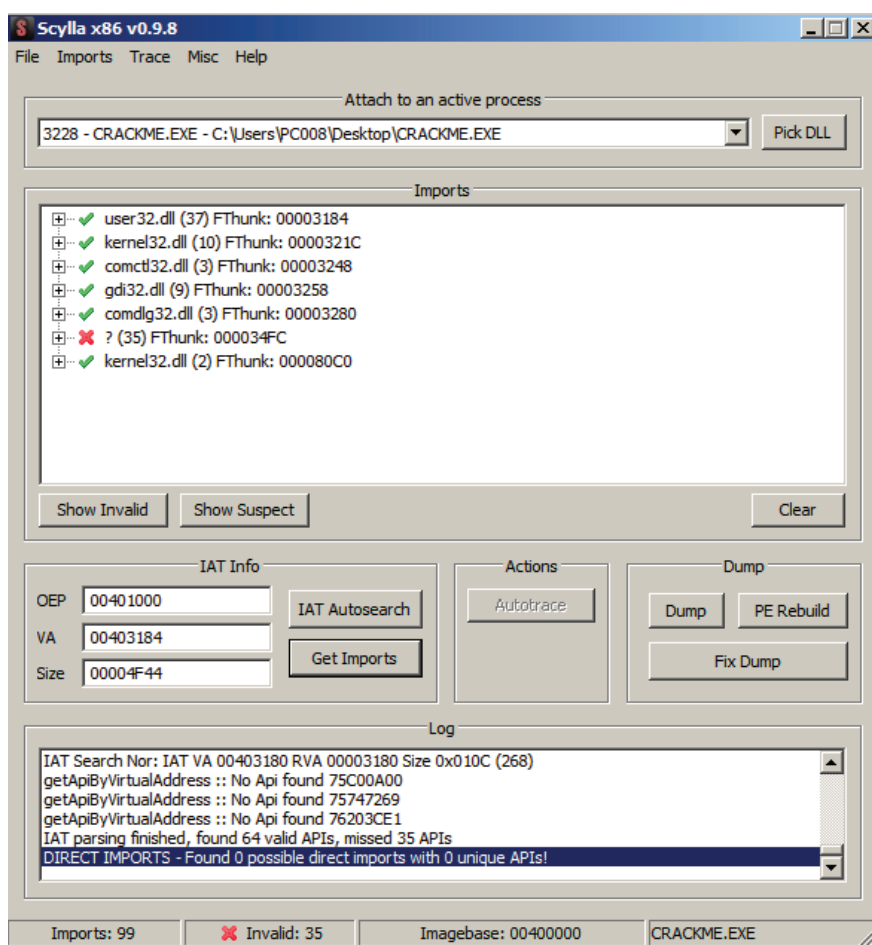 Scylla x86 v0.9.8
File Imports Trace Misc Help
Attach to an active process
3228 - CRACKME.EXE - C:\Users\PC008\Desktop\CRACKME.EXE Pick DLL
Imports
user32.dll (37) FThunk: 00003184
kernel32.dll (10) FThunk: 0000321C
comctl32.dll (3) FThunk: 00003248
gdi32.dll (9) FThunk: 00003258
comdlg32.dll (3) FThunk: 00003280
? (35) FThunk: 000034FC
kernel32.dll (2) FThunk: 000080C0
Show Invalid Show Suspect Clear
IAT Info Actions Dump
OEP 00401000 IAT Autosearch Autotrace Dump PE Rebuild
VA 00403184
Get Imports Fix Dump
Size 00004F44
Log
IAT Search Nor: IAT VA 00403180 RVA 00003180 Size 0x010C (268)
getApiByVirtualAddress :: No Api found 75C00A00
getApiByVirtualAddress :: No Api found 75747269
getApiByVirtualAddress :: No Api found 76203CE1
IAT parsing finished, found 64 valid APIs, missed 35 APIs
DIRECT IMPORTS - Found 0 possible direct imports with 0 unique APIs!
Imports: 99 Invalid: 35 Imagebase: 00400000 CRACKME.EXE